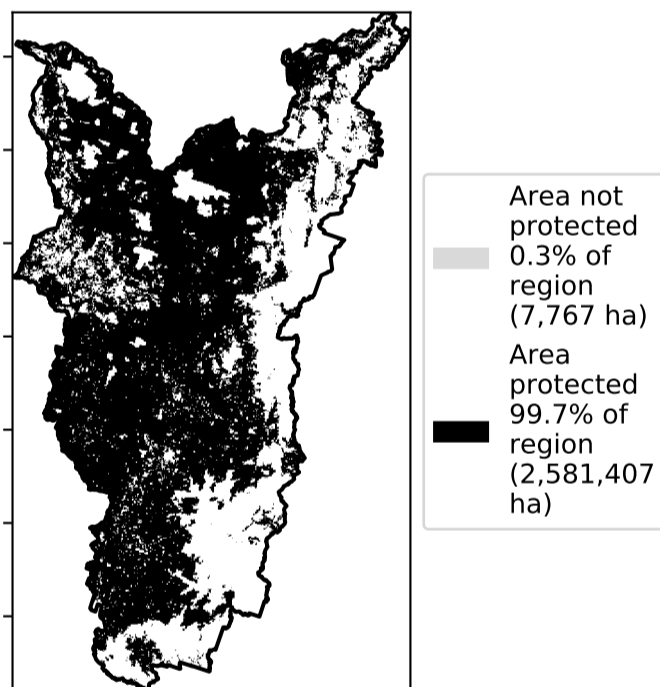 Area not
protected
0.3% of
region
(7,767 ha)
Area
protected
99.7% of
region
(2,581,407
ha)